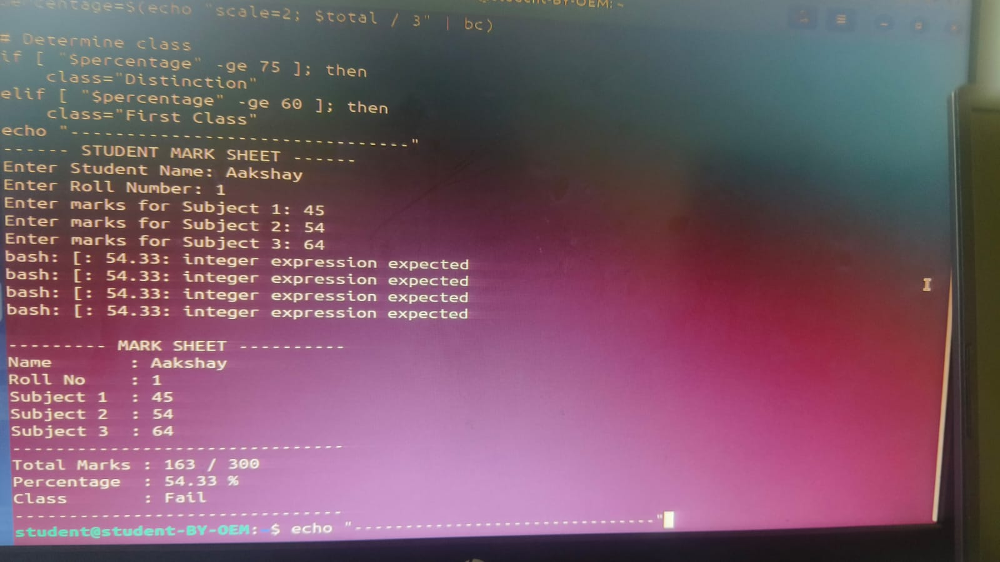 percentage=$(echo "scale=2; $total / 3" | bc)
# Determine class
if [ "$percentage" -ge 75 ]; then
    class="Distinction"
elif [ "$percentage" -ge 60 ]; then
    class="First Class"
echo "-------------------------------"
------ STUDENT MARK SHEET ------
Enter Student Name: Aakshay
Enter Roll Number: 1
Enter marks for Subject 1: 45
Enter marks for Subject 2: 54
Enter marks for Subject 3: 64
bash: [: 54.33: integer expression expected
bash: [: 54.33: integer expression expected
bash: [: 54.33: integer expression expected
bash: [: 54.33: integer expression expected
--------- MARK SHEET ----------
Name       : Aakshay
Roll No    : 1
Subject 1  : 45
Subject 2  : 54
Subject 3  : 64
-------------------------------
Total Marks : 163 / 300
Percentage  : 54.33 %
Class       : Fail
-------------------------------
student@student-BY-OEM:~$ echo "-------------------------------"